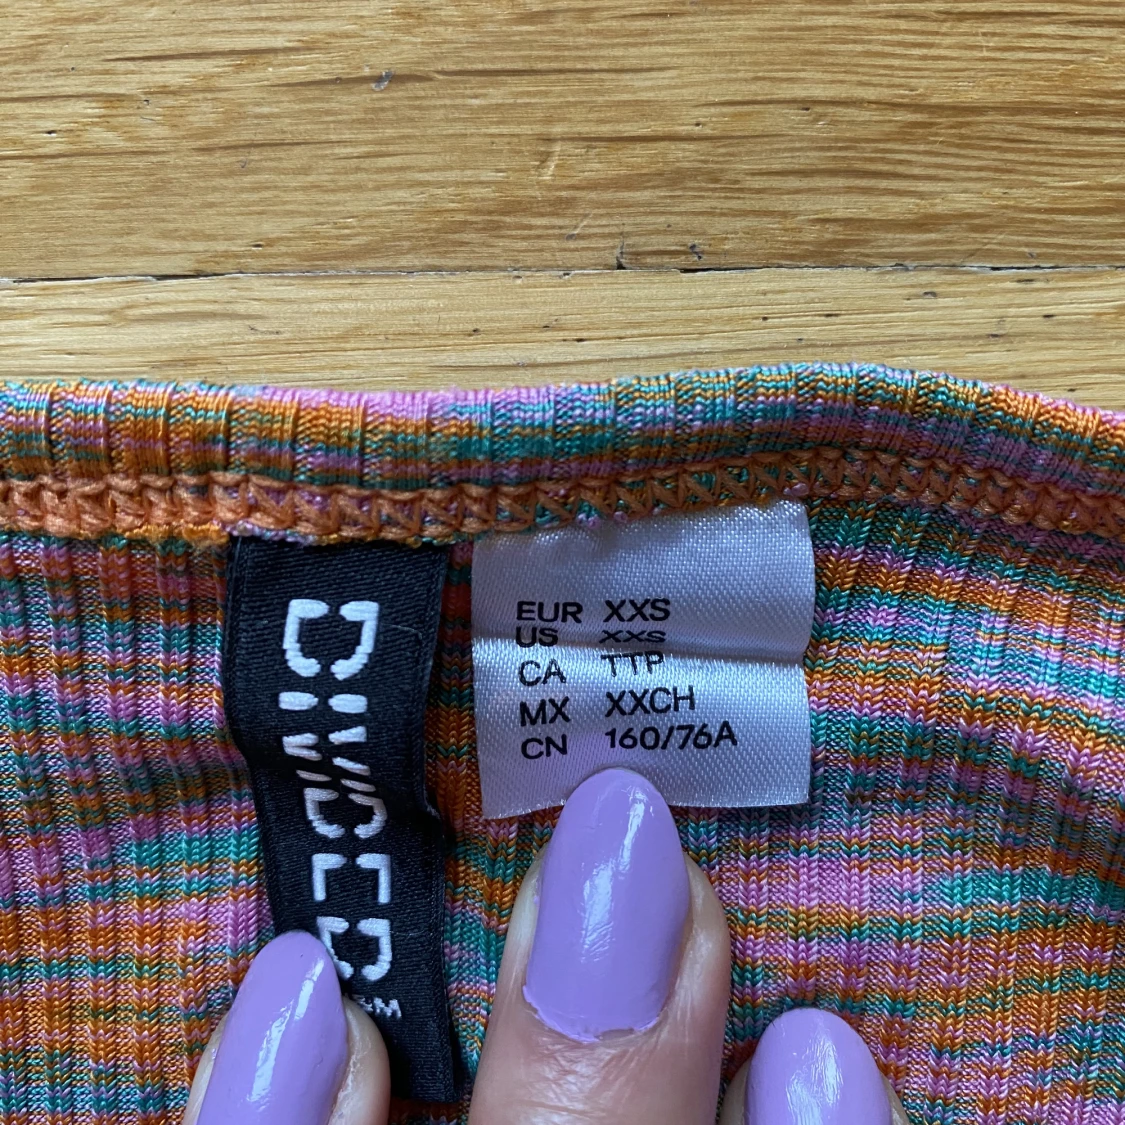 DIVIDED
H&M
EUR XXS
US XXS
CA TTP
MX XXCH
CN 160/76A